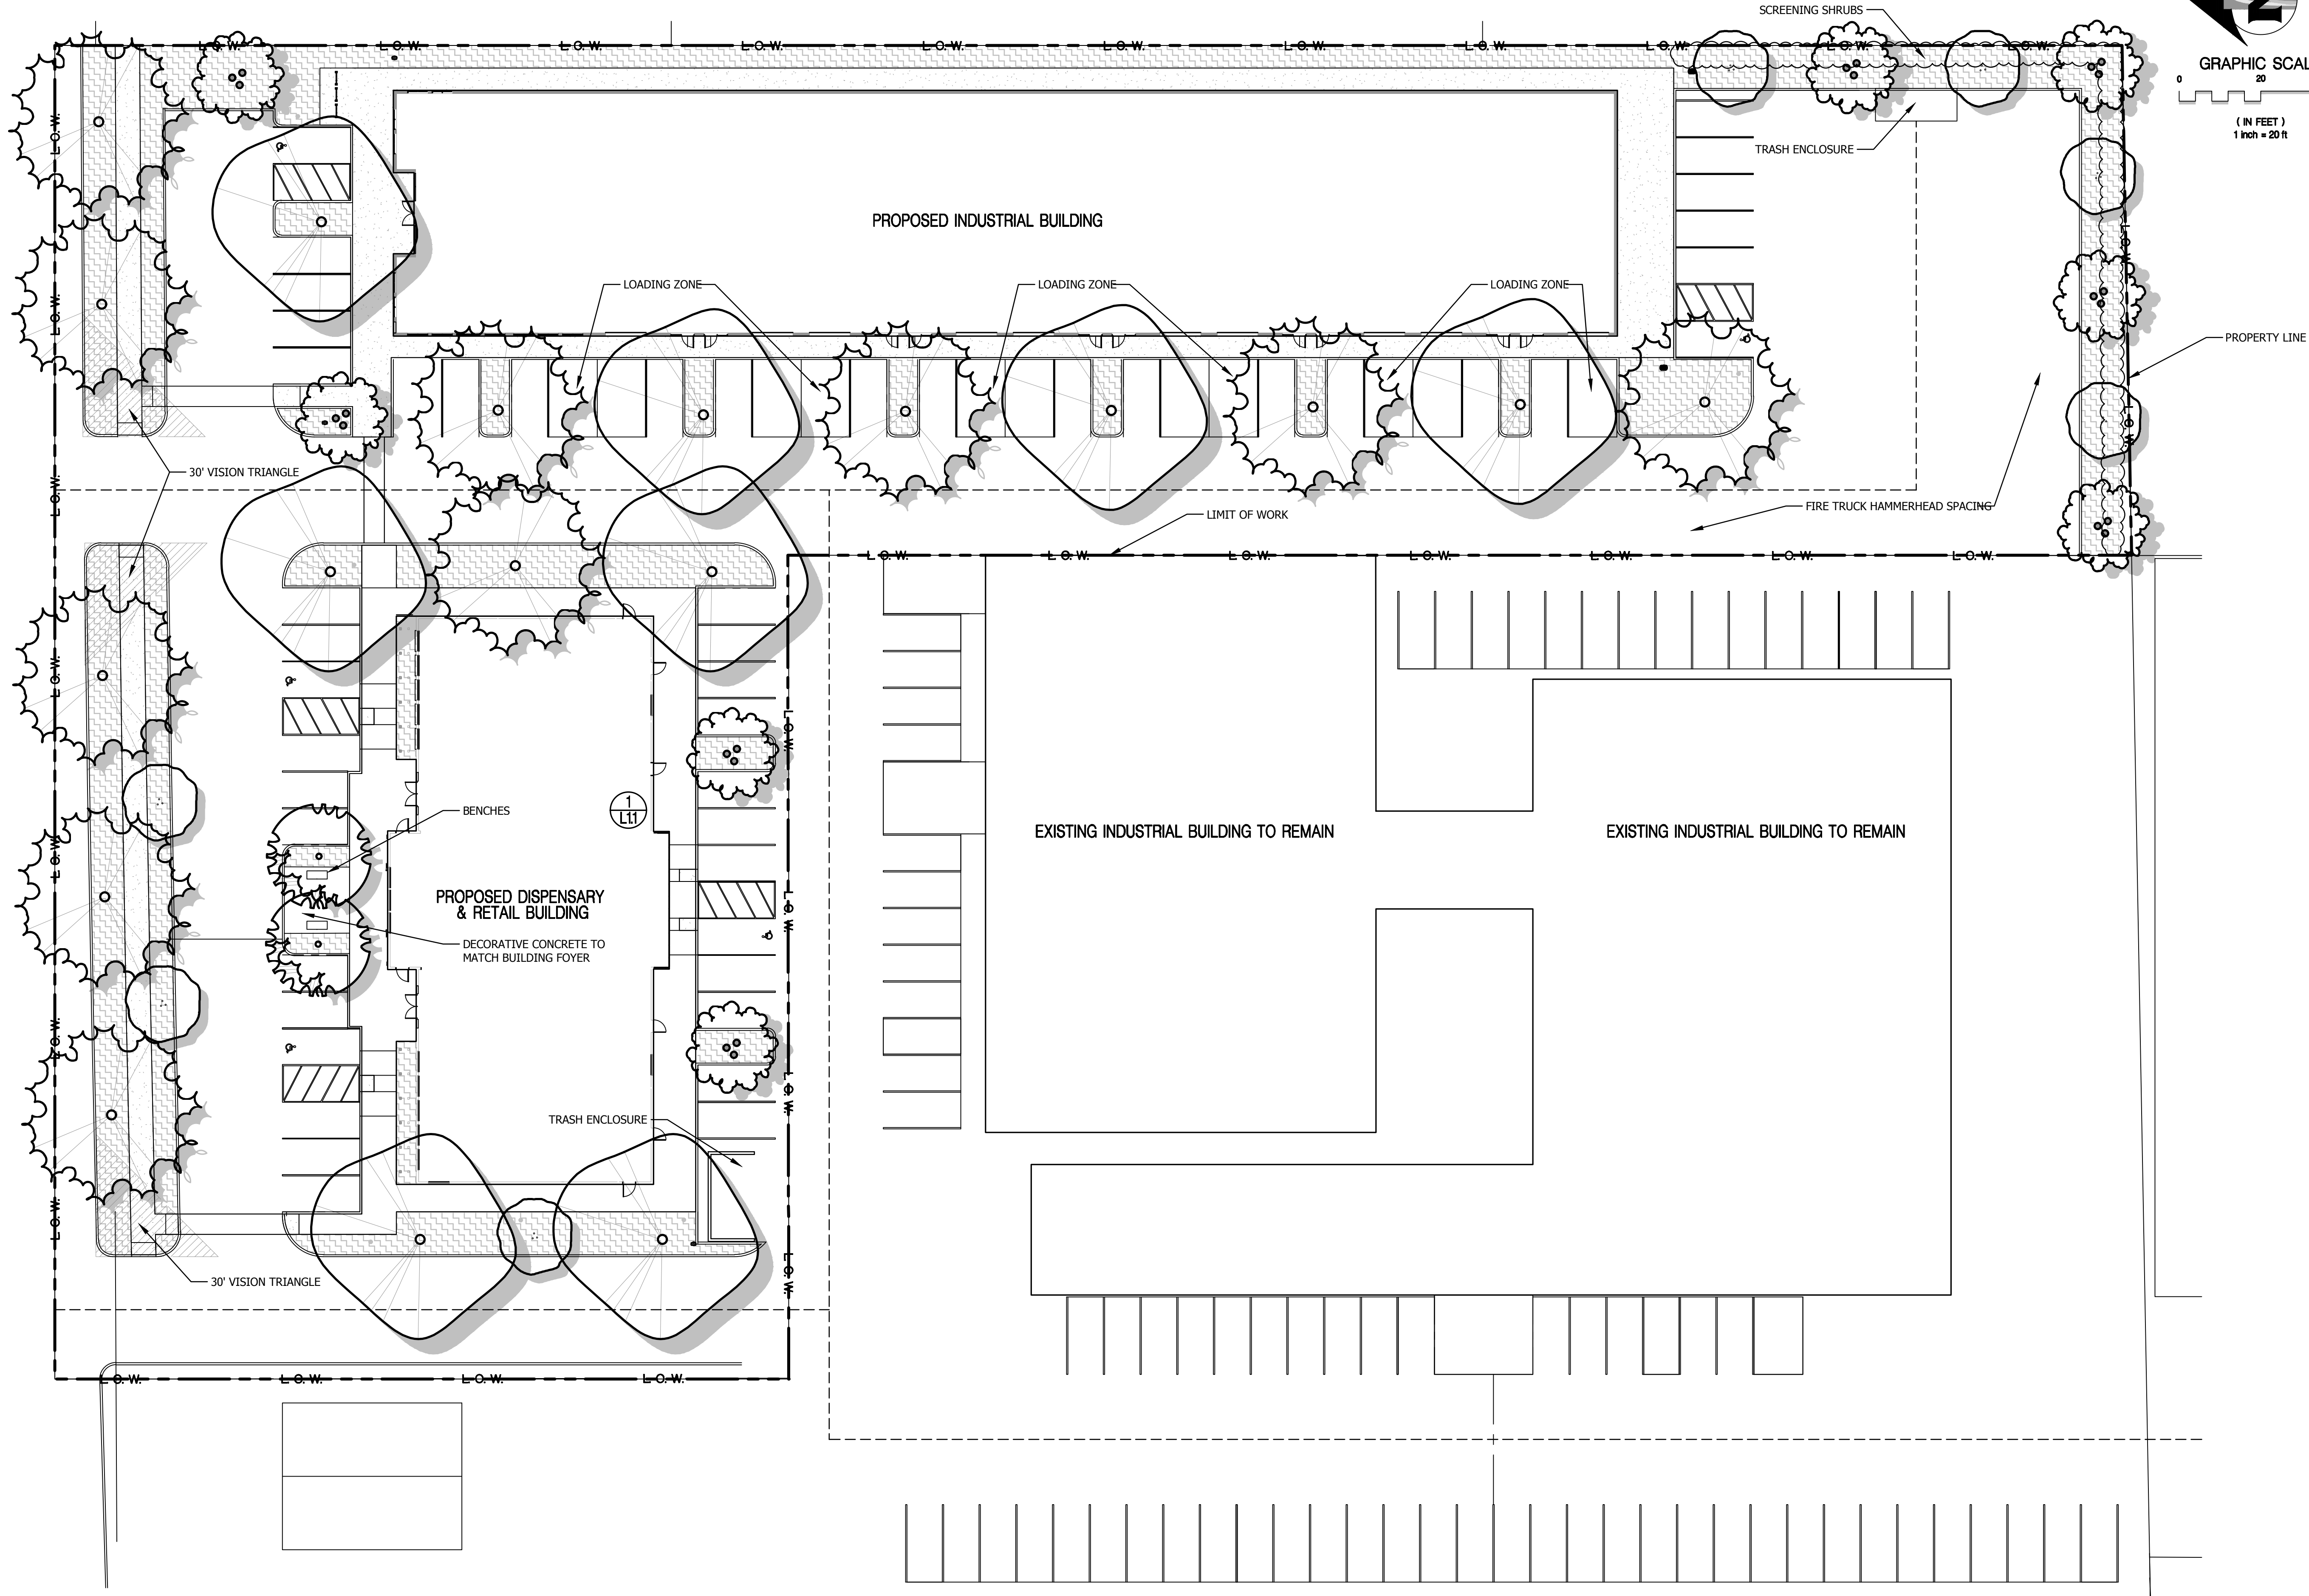 SCREENING SHRUBS
L.O.W. L.O.W. L.O.W. L.O.W. L.O.W. L.O.W. L.O.W. L.O.W. L.O.W. L.O.W. L.O.W.
GRAPHIC SCAL
0 20
( IN FEET )
1 inch = 20 ft
L.O.W.
TRASH ENCLOSURE
PROPOSED INDUSTRIAL BUILDING
L.O.W.
LOADING ZONE
LOADING ZONE
LOADING ZONE
L.O.W.
PROPERTY LINE
L.O.W.
30' VISION TRIANGLE
L.O.W.
FIRE TRUCK HAMMERHEAD SPACING
LIMIT OF WORK
L.O.W. L.O.W. L.O.W. L.O.W. L.O.W. L.O.W. L.O.W.
L.O.W.
L.O.W.
BENCHES
1
L1.1
EXISTING INDUSTRIAL BUILDING TO REMAIN
EXISTING INDUSTRIAL BUILDING TO REMAIN
L.O.W.
PROPOSED DISPENSARY
& RETAIL BUILDING
L.O.W.
DECORATIVE CONCRETE TO
MATCH BUILDING FOYER
L.O.W.
L.O.W.
TRASH ENCLOSURE
L.O.W.
L.O.W.
30' VISION TRIANGLE
L.O.W. L.O.W. L.O.W. L.O.W.